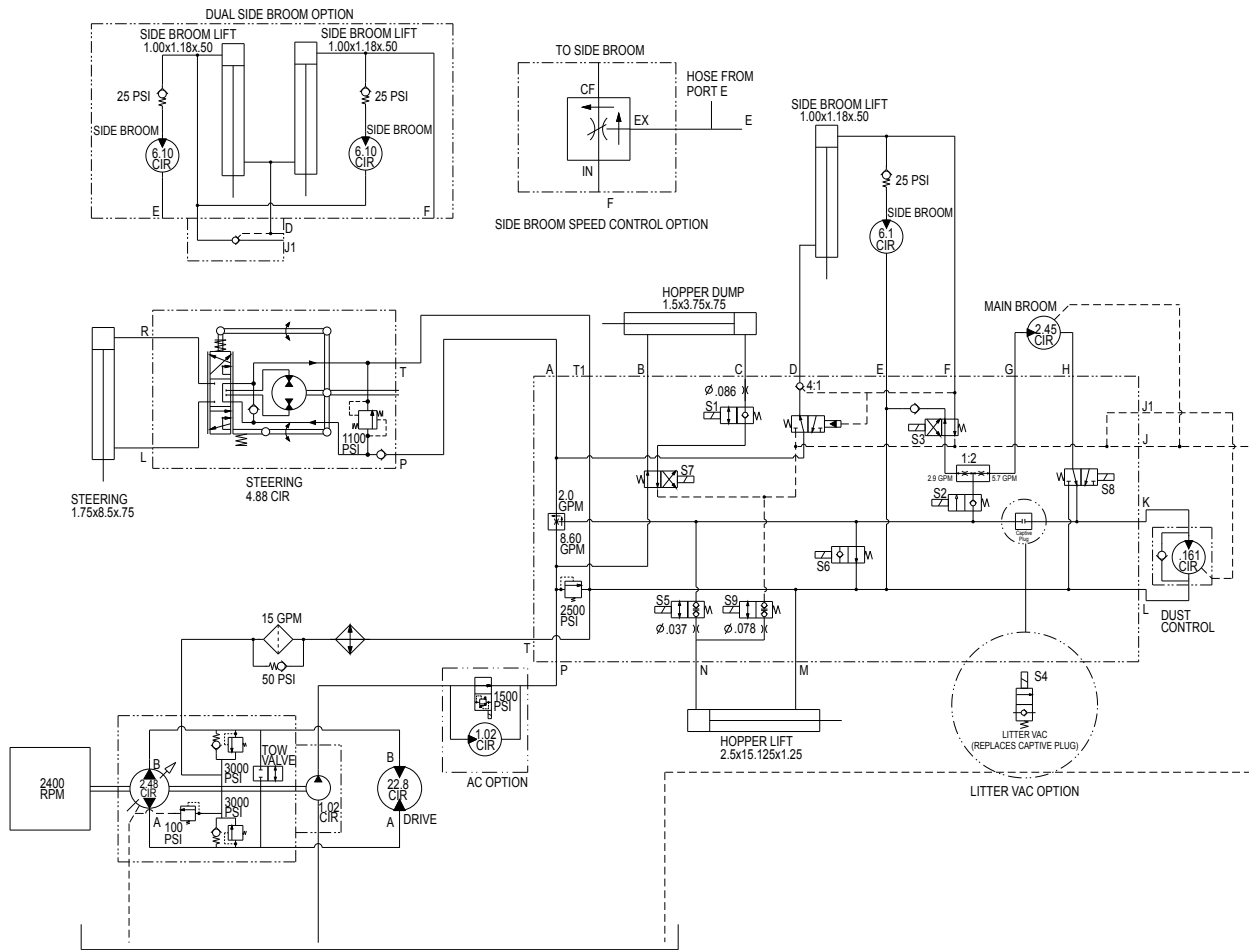 DUAL SIDE BROOM OPTION
SIDE BROOM LIFT
1.00x1.18x.50
SIDE BROOM LIFT
1.00x1.18x.50
25 PSI
25 PSI
SIDE BROOM
SIDE BROOM
6.10
CIR
6.10
CIR
E
F
D
J1
TO SIDE BROOM
CF
EX
IN
F
HOSE FROM
PORT E
E
SIDE BROOM SPEED CONTROL OPTION
SIDE BROOM LIFT
1.00x1.18x.50
25 PSI
SIDE BROOM
6.1
CIR
HOPPER DUMP
1.5x3.75x.75
MAIN BROOM
2.45
CIR
R
L
T
P
1100
PSI
STEERING
4.88 CIR
STEERING
1.75x8.5x.75
A
T1
B
C
D
E
F
G
H
Ø .086
4:1
S1
S3
J1
J
1:2
2.9 GPM
5.7 GPM
S7
S2
S8
2.0
GPM
8.60
GPM
K
Captive
Plug
S6
.161
CIR
2500
PSI
S5
S9
Ø .037
Ø .078
L
DUST
CONTROL
15 GPM
50 PSI
T
P
N
M
1500
PSI
1.02
CIR
AC OPTION
HOPPER LIFT
2.5x15.125x1.25
S4
LITTER VAC
(REPLACES CAPTIVE PLUG)
LITTER VAC OPTION
2400
RPM
B
2.48
CIR
A
3000
PSI
TOW
VALVE
3000
PSI
100
PSI
1.02
CIR
B
22.8
CIR
A
DRIVE